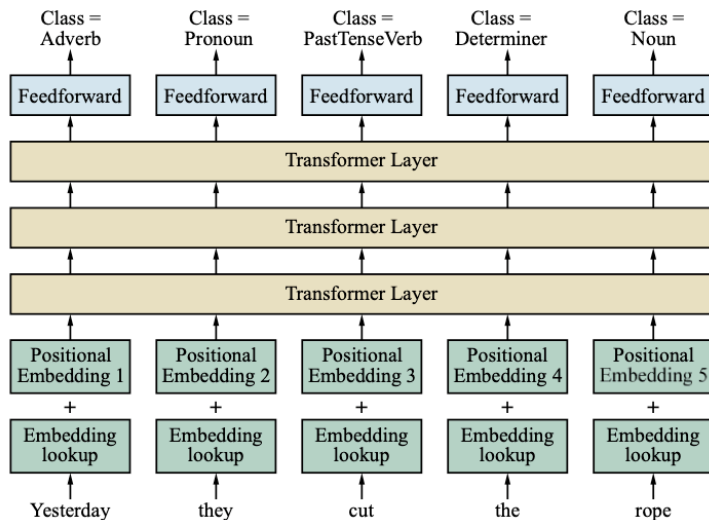 Class = Class = Class = Class = Class =
Adverb Pronoun PastTenseVerb Determiner Noun
Feedforward Feedforward Feedforward Feedforward Feedforward
Transformer Layer
Transformer Layer
Transformer Layer
Positional Positional Positional Positional Positional
Embedding 1 Embedding 2 Embedding 3 Embedding 4 Embedding 5
+ + + + +
Embedding Embedding Embedding Embedding Embedding
lookup lookup lookup lookup lookup
Yesterday they cut the rope